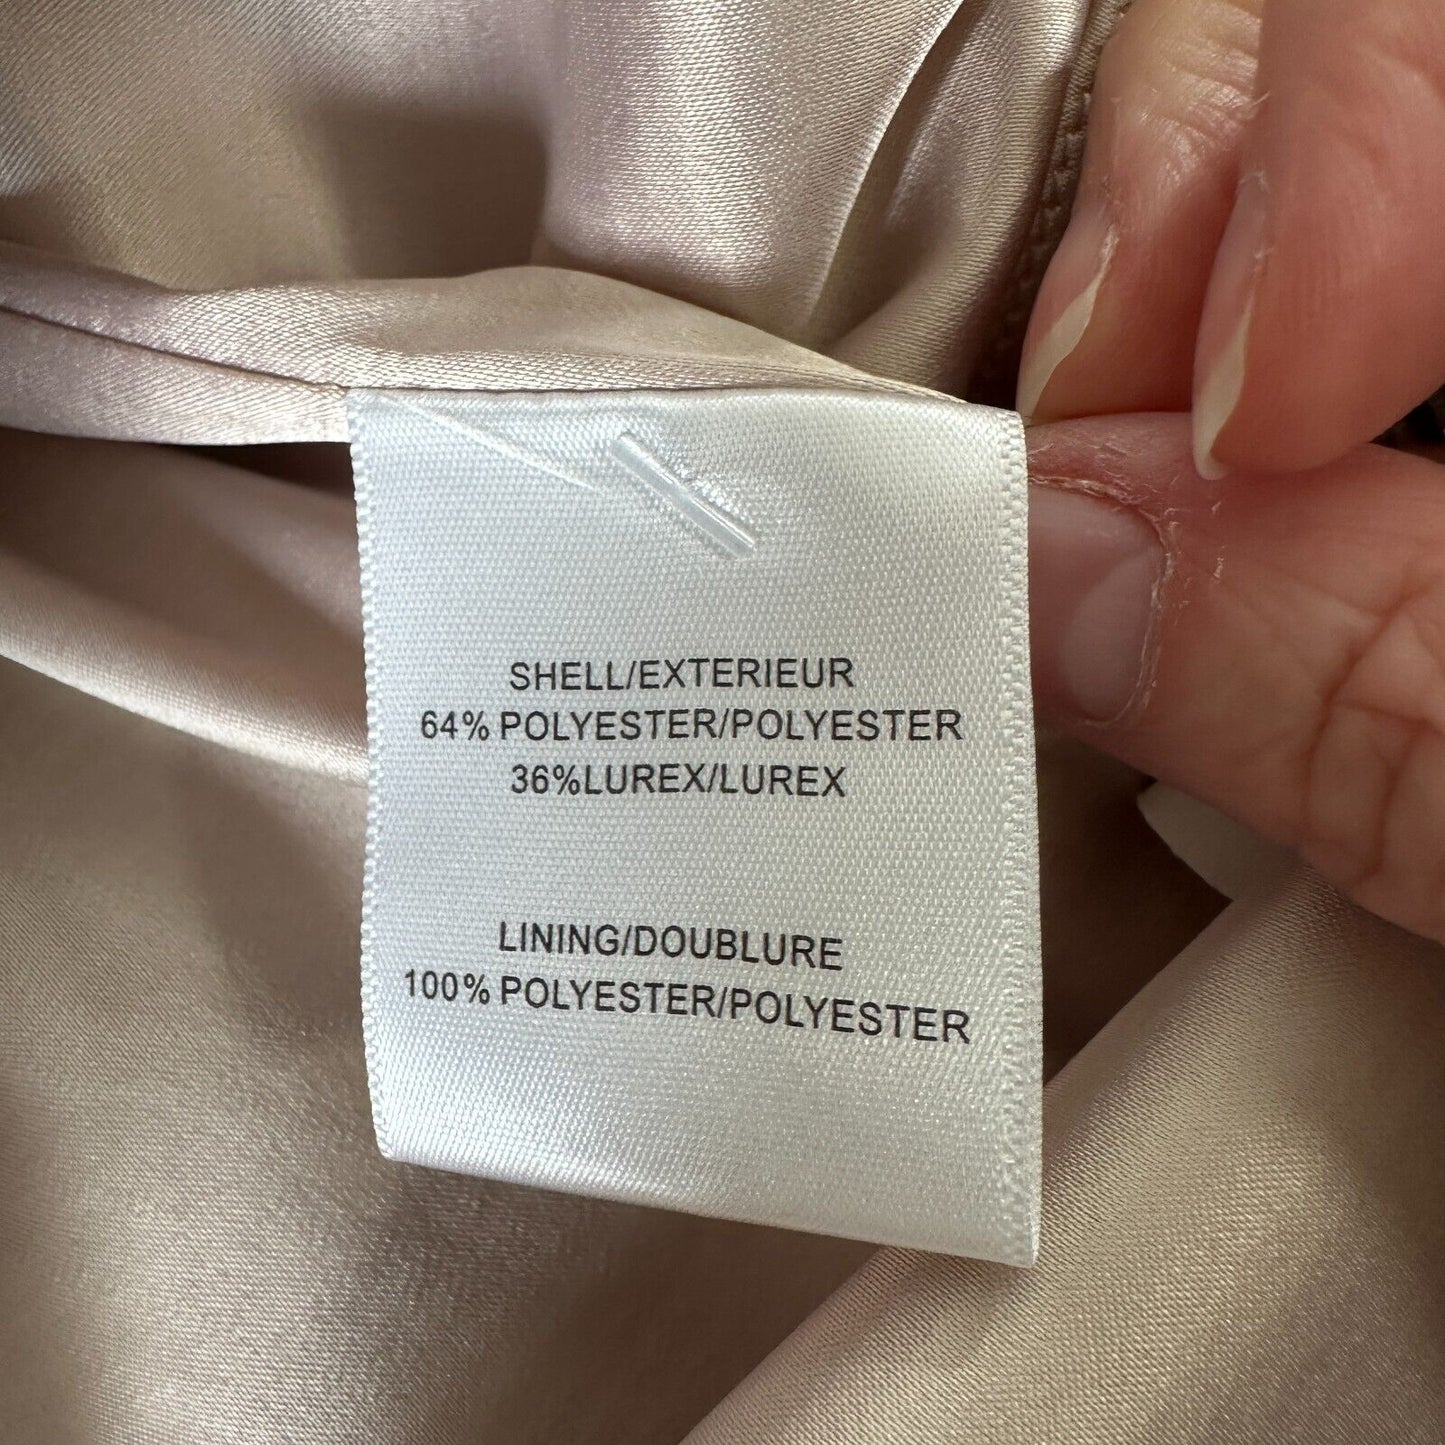 SHELL/EXTERIEUR
64% POLYESTER/POLYESTER
36%LUREX/LUREX
LINING/DOUBLURE
100% POLYESTER/POLYESTER